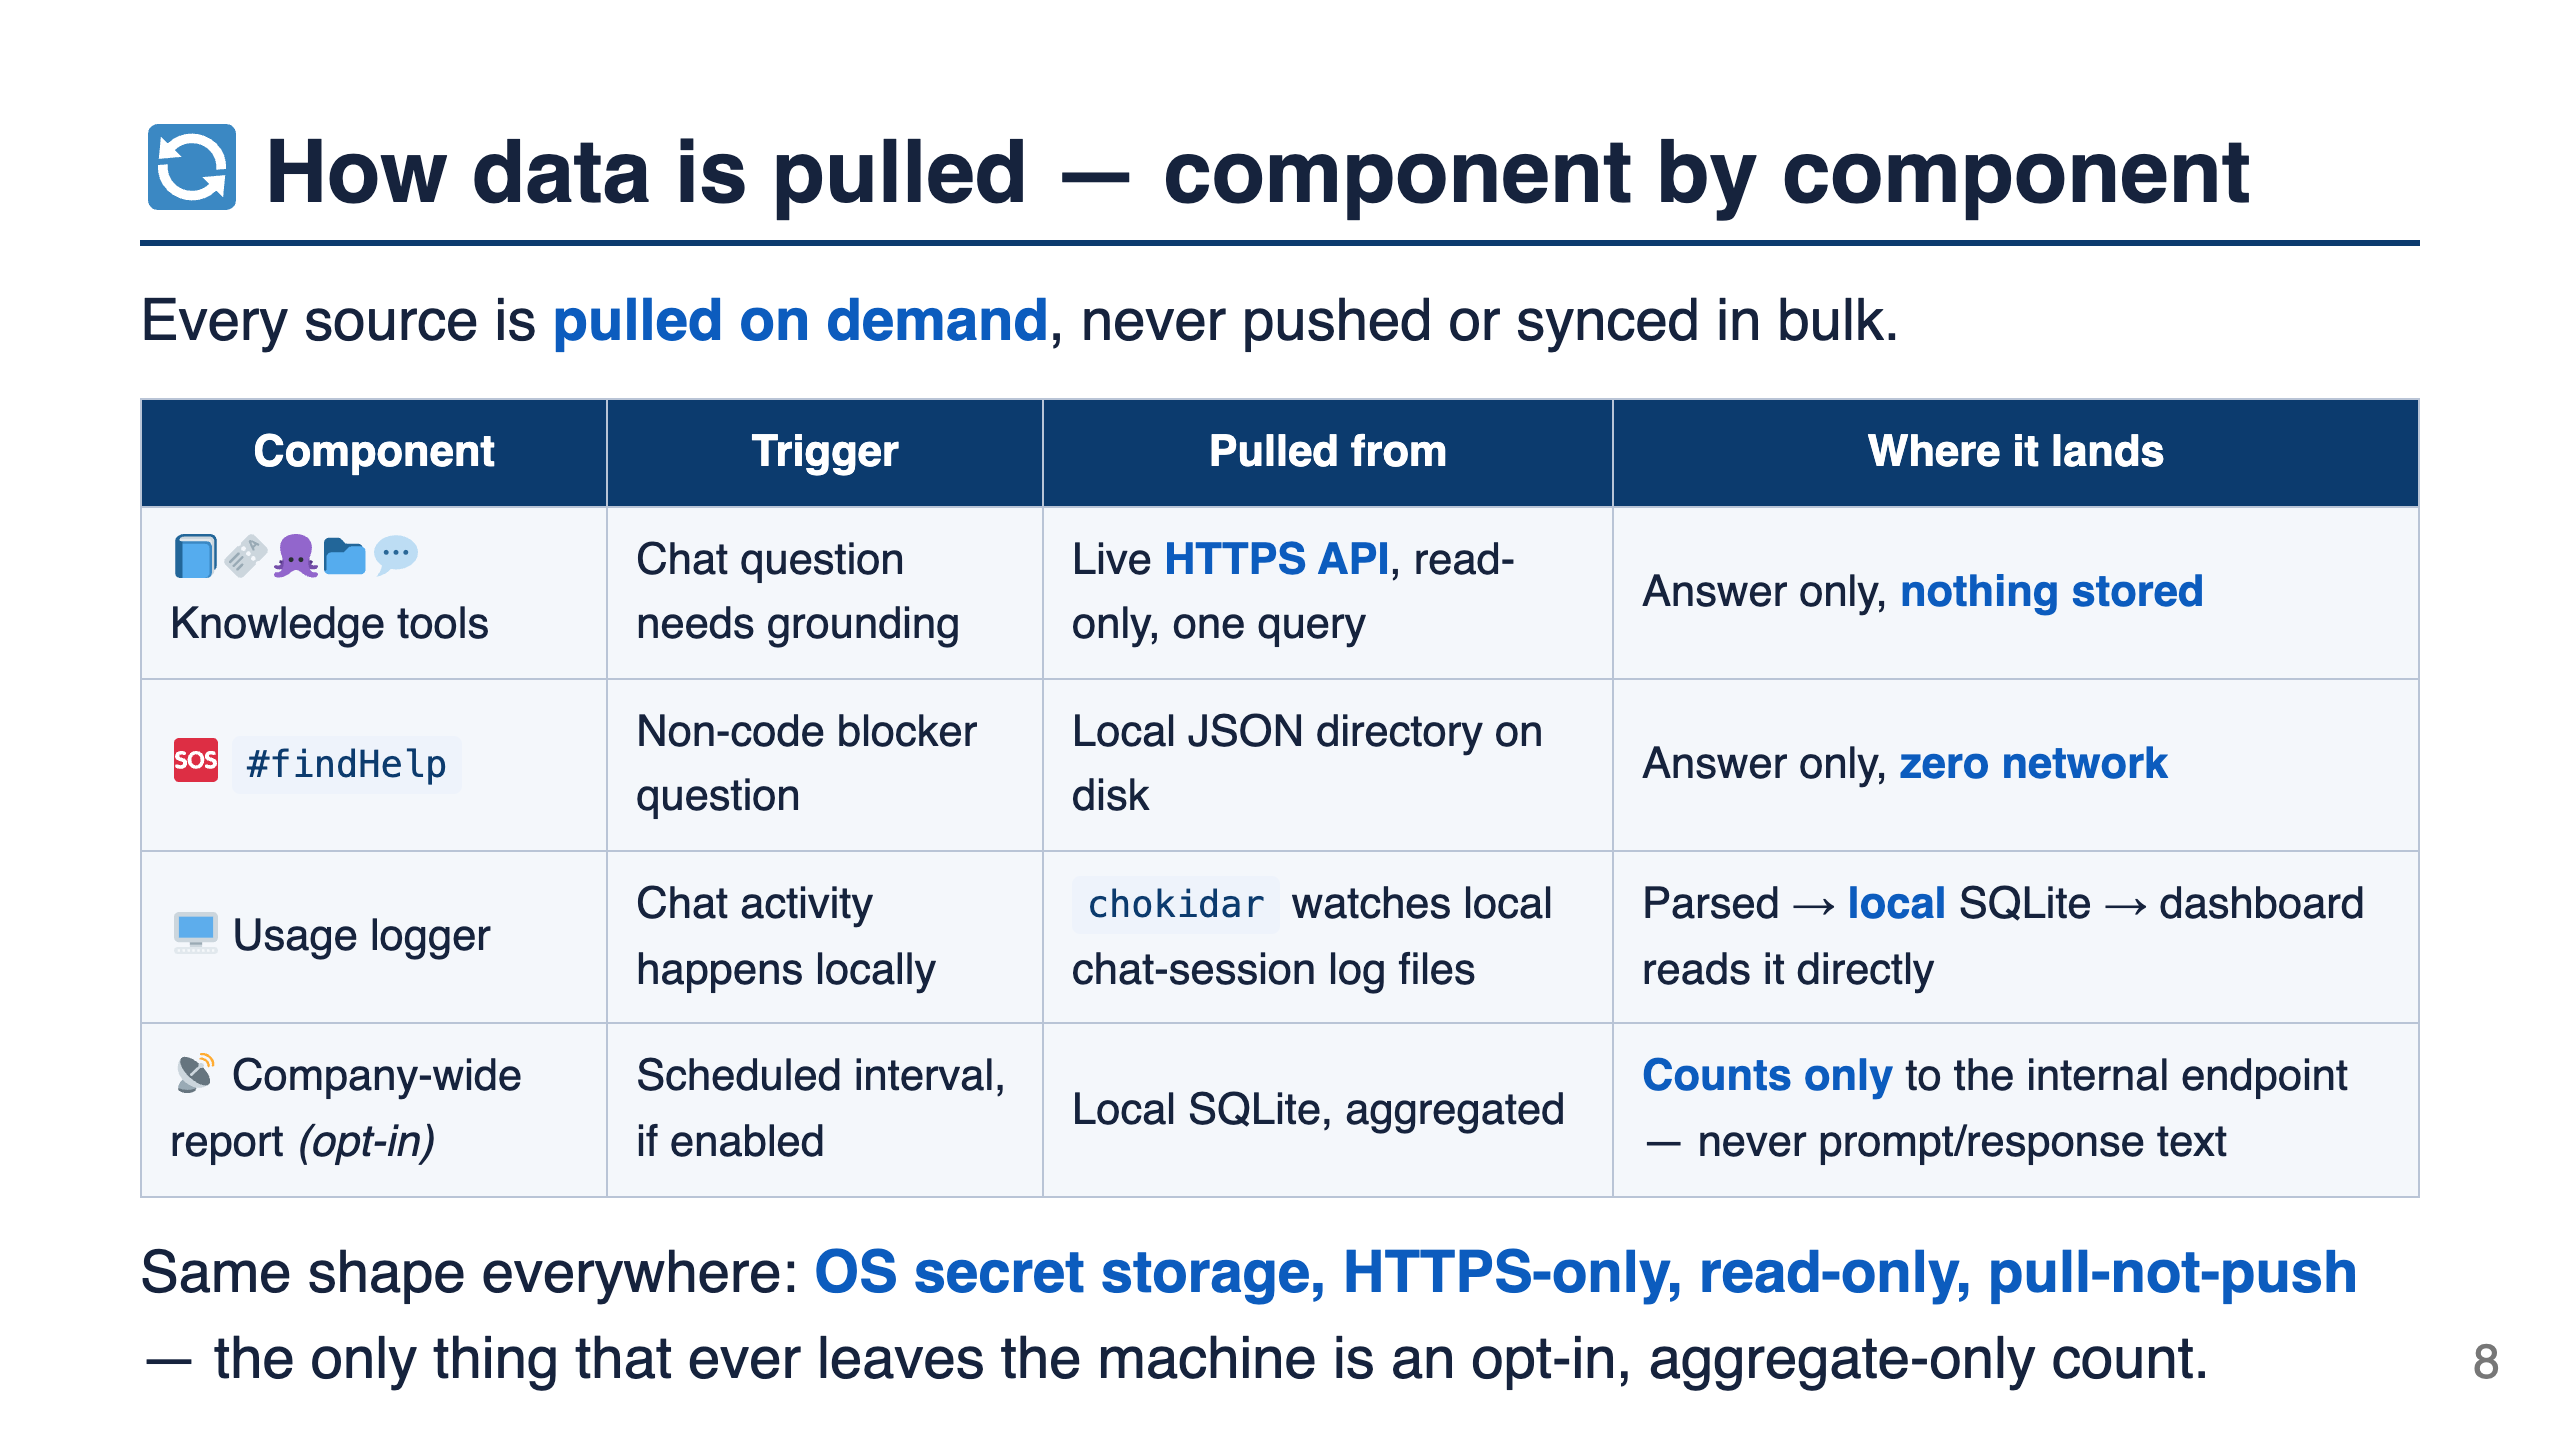 How data is pulled — component by component
Every source is pulled on demand, never pushed or synced in bulk.
Component
Trigger
Pulled from
Where it lands
Knowledge tools
Chat question
needs grounding
Live HTTPS API, read-
only, one query
Answer only, nothing stored
SOS #findHelp
Non-code blocker
question
Local JSON directory on
disk
Answer only, zero network
Usage logger
Chat activity
happens locally
chokidar watches local
chat-session log files
Parsed → local SQLite → dashboard
reads it directly
Company-wide
report (opt-in)
Scheduled interval,
if enabled
Local SQLite, aggregated
Counts only to the internal endpoint
— never prompt/response text
Same shape everywhere: OS secret storage, HTTPS-only, read-only, pull-not-push
— the only thing that ever leaves the machine is an opt-in, aggregate-only count.
8